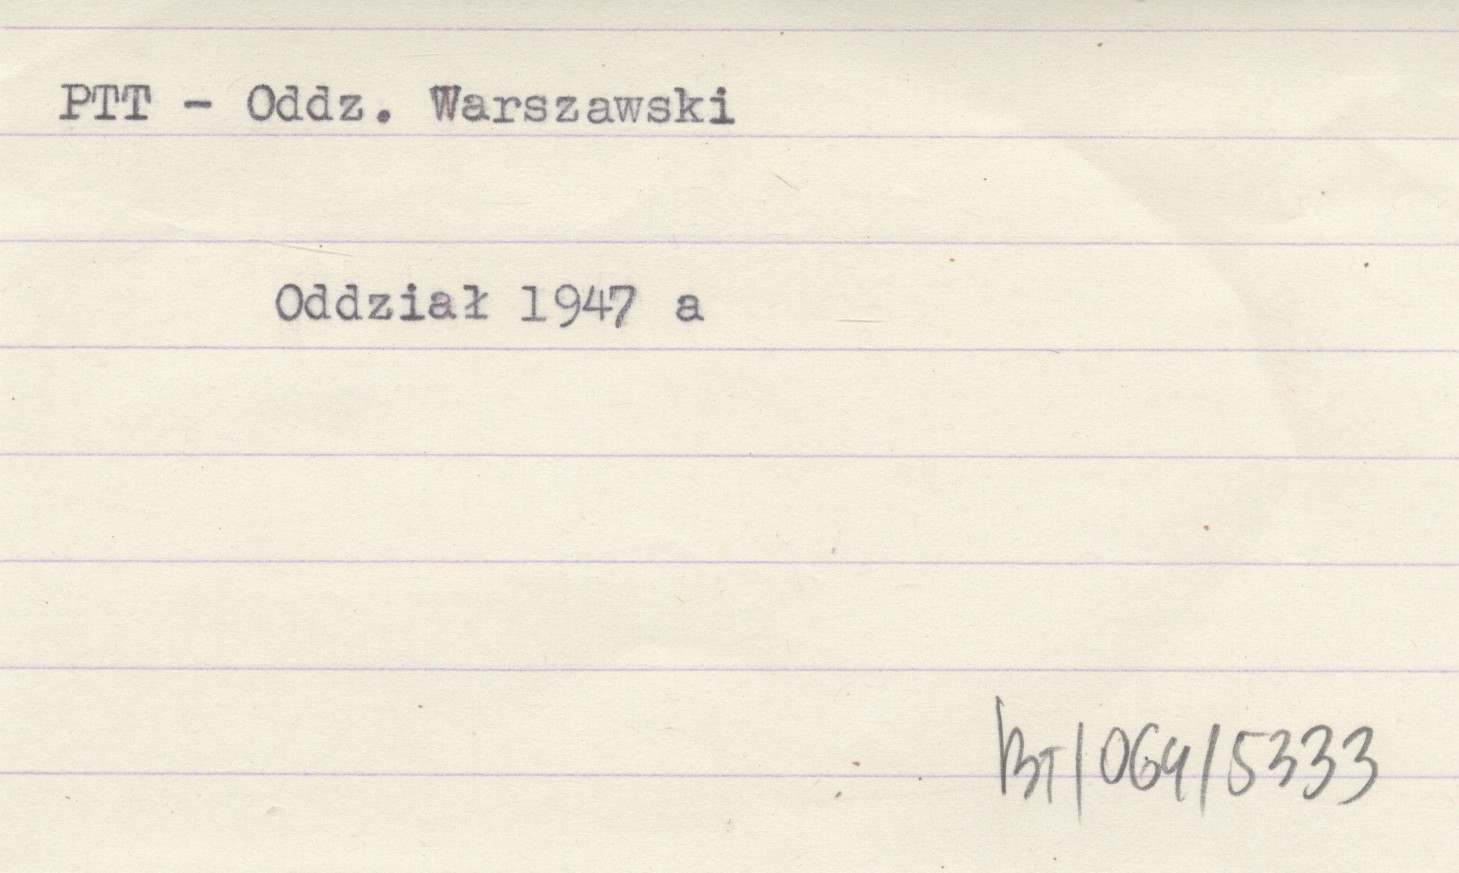 PTT - Oddz. Warszawski
Oddział 1947 a
BT/064/5333